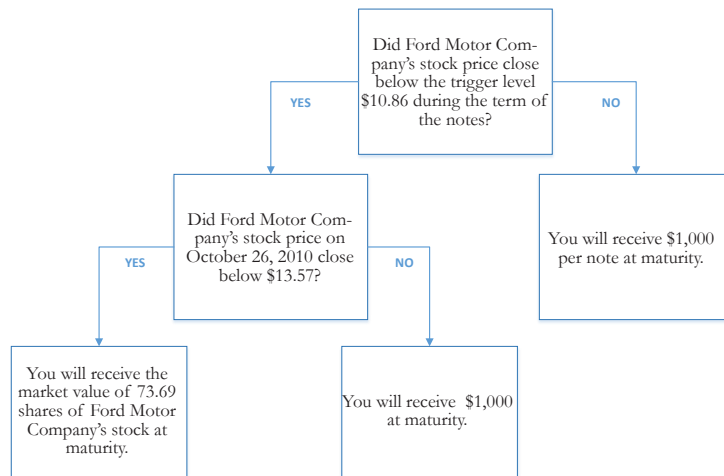 Did Ford Motor Com-
pany's stock price close
below the trigger level
$10.86 during the term of
the notes?
YES
NO
Did Ford Motor Com-
pany's stock price on
October 26, 2010 close
below $13.57?
You will receive $1,000
per note at maturity.
YES
NO
You will receive the
market value of 73.69
shares of Ford Motor
Company's stock at
maturity.
You will receive $1,000
at maturity.